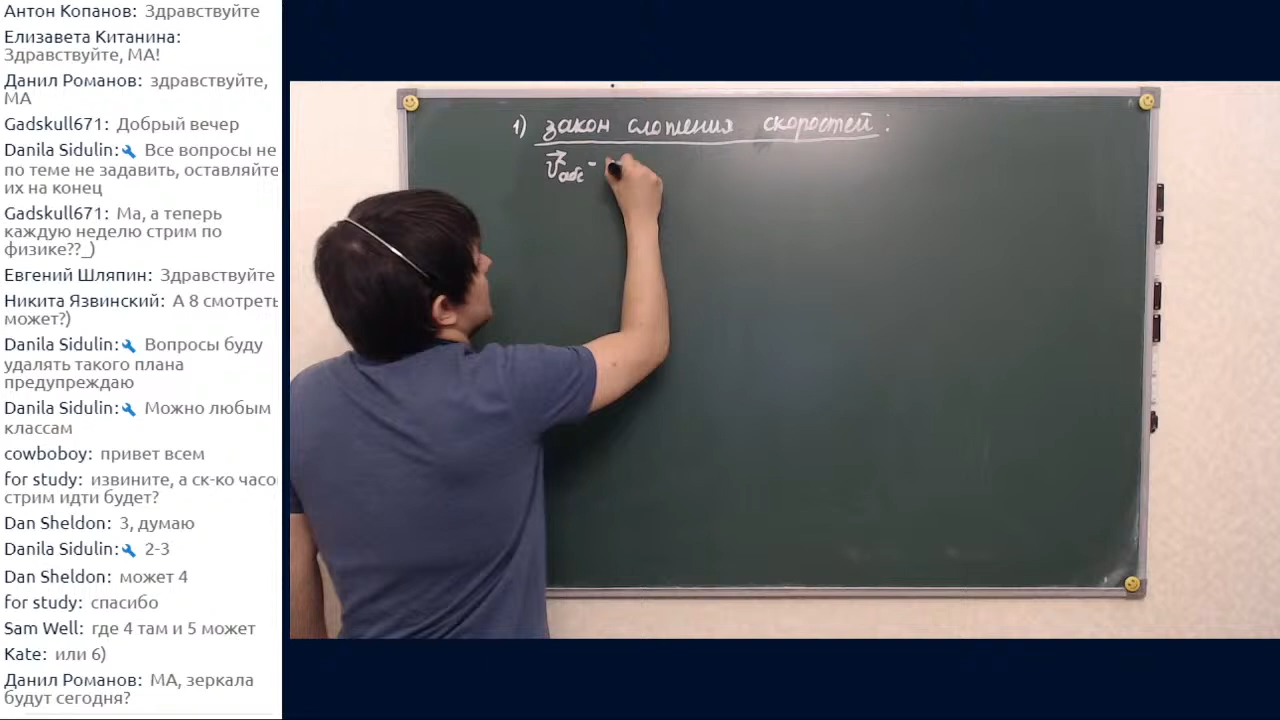 Антон Копанов: Здравствуйте
Елизавета Китанина:
Здравствуйте, МА!
Данил Романов: здравствуйте,
МА
Gadskull671: Добрый вечер
Danila Sidulin: Все вопросы не
по теме не задавить, оставляйте
их на конец
Gadskull671: Ма, а теперь
каждую неделю стрим по
физике??_)
Евгений Шляпин: Здравствуйте
Никита Язвинский: А 8 смотреть
может?)
Danila Sidulin: Вопросы буду
удалять такого плана
предупреждаю
Danila Sidulin: Можно любым
классам
cowboboy: привет всем
for study: извините, а ск-ко часо
стрим идти будет?
Dan Sheldon: 3, думаю
Danila Sidulin: 2-3
Dan Sheldon: может 4
for study: спасибо
Sam Well: где 4 там и 5 может
Kate: или 6)
Данил Романов: МА, зеркала
будут сегодня?
1) закон сложения скоростей:
v⃗абс =